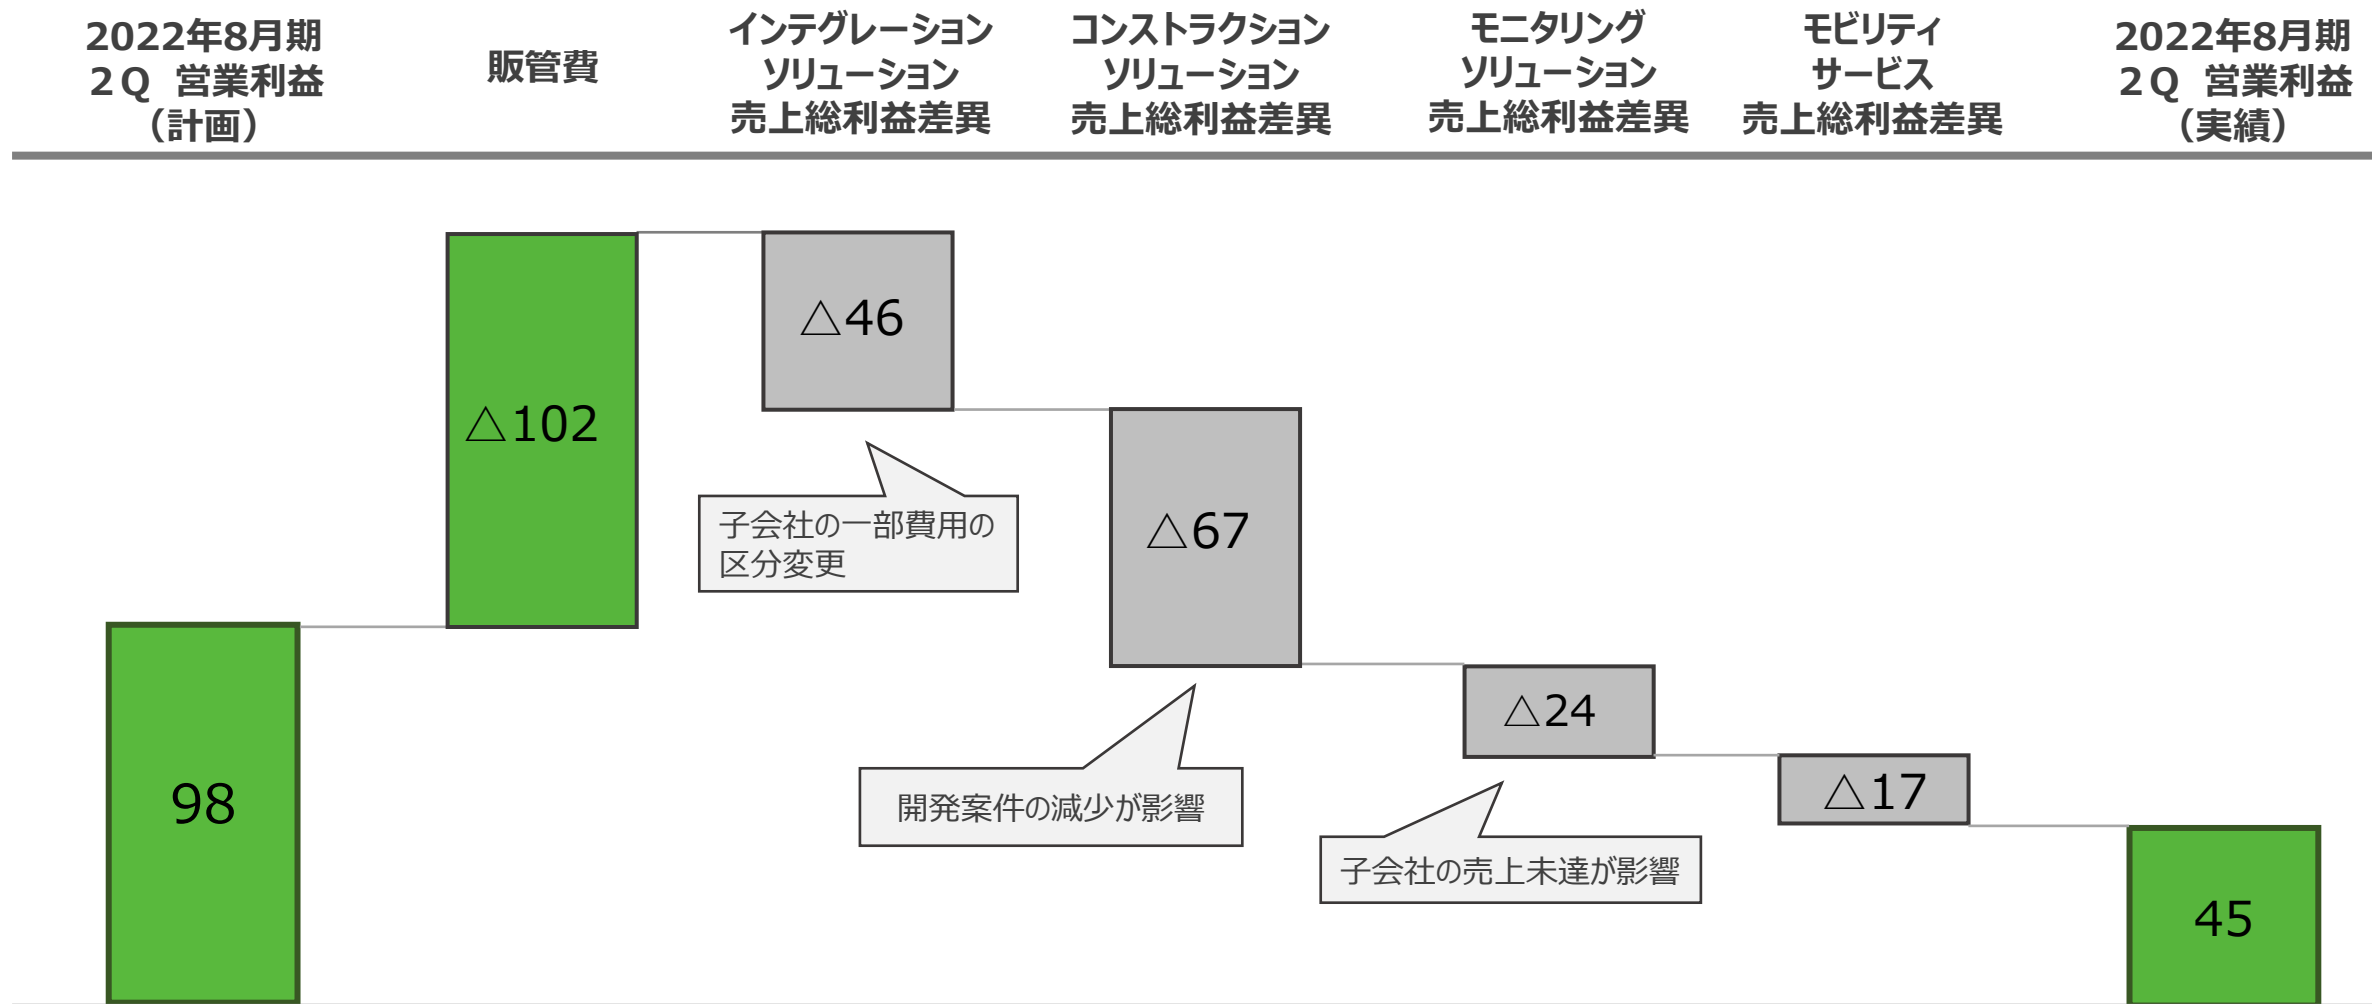 2022年8月期
２Q 営業利益
（計画）
販管費
インテグレーション
ソリューション
売上総利益差異
コンストラクション
ソリューション
売上総利益差異
モニタリング
ソリューション
売上総利益差異
モビリティ
サービス
売上総利益差異
2022年8月期
２Q 営業利益
（実績）
98
△102
△46
子会社の一部費用の
区分変更
△67
開発案件の減少が影響
△24
子会社の売上未達が影響
△17
45